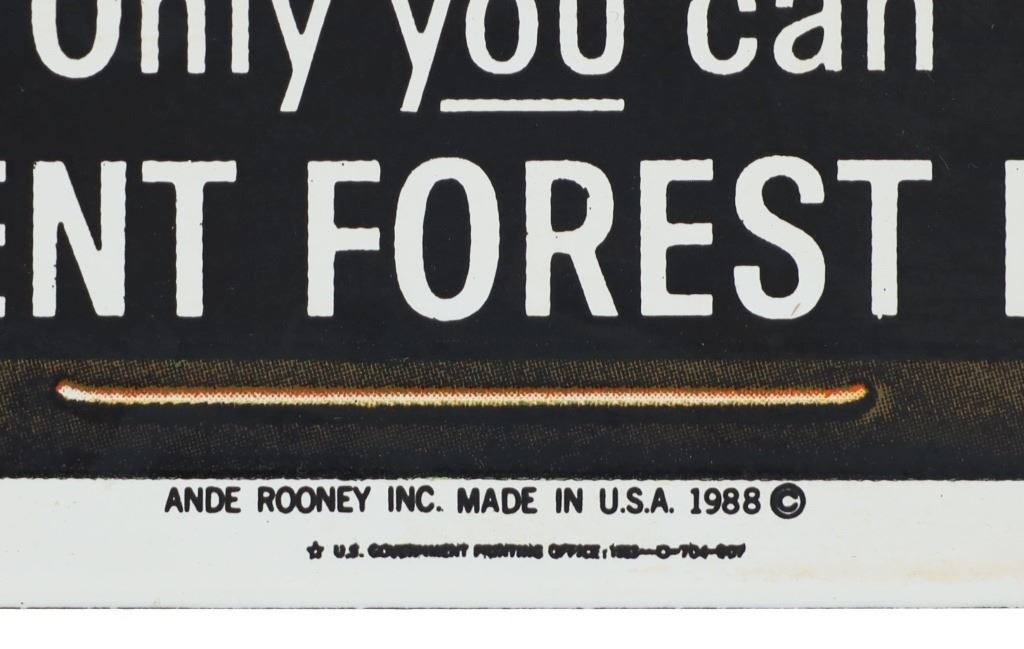 Only you can
ENT FOREST
ANDE ROONEY INC. MADE IN U.S.A. 1988 ©
☆ U.S. GOVERNMENT PRINTING OFFICE: